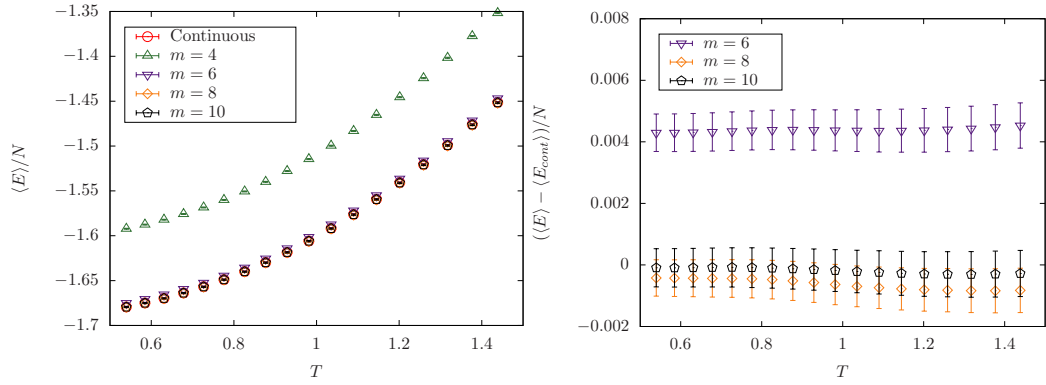 −1.35
−1.4
−1.45
−1.5
−1.55
−1.6
−1.65
−1.7
0.6
0.8
1
1.2
1.4
⟨E⟩/N
T
Continuous
m = 4
m = 6
m = 8
m = 10
0.008
0.006
0.004
0.002
0
−0.002
0.6
0.8
1
1.2
1.4
(⟨E⟩ − ⟨E_cont⟩)/N
T
m = 6
m = 8
m = 10